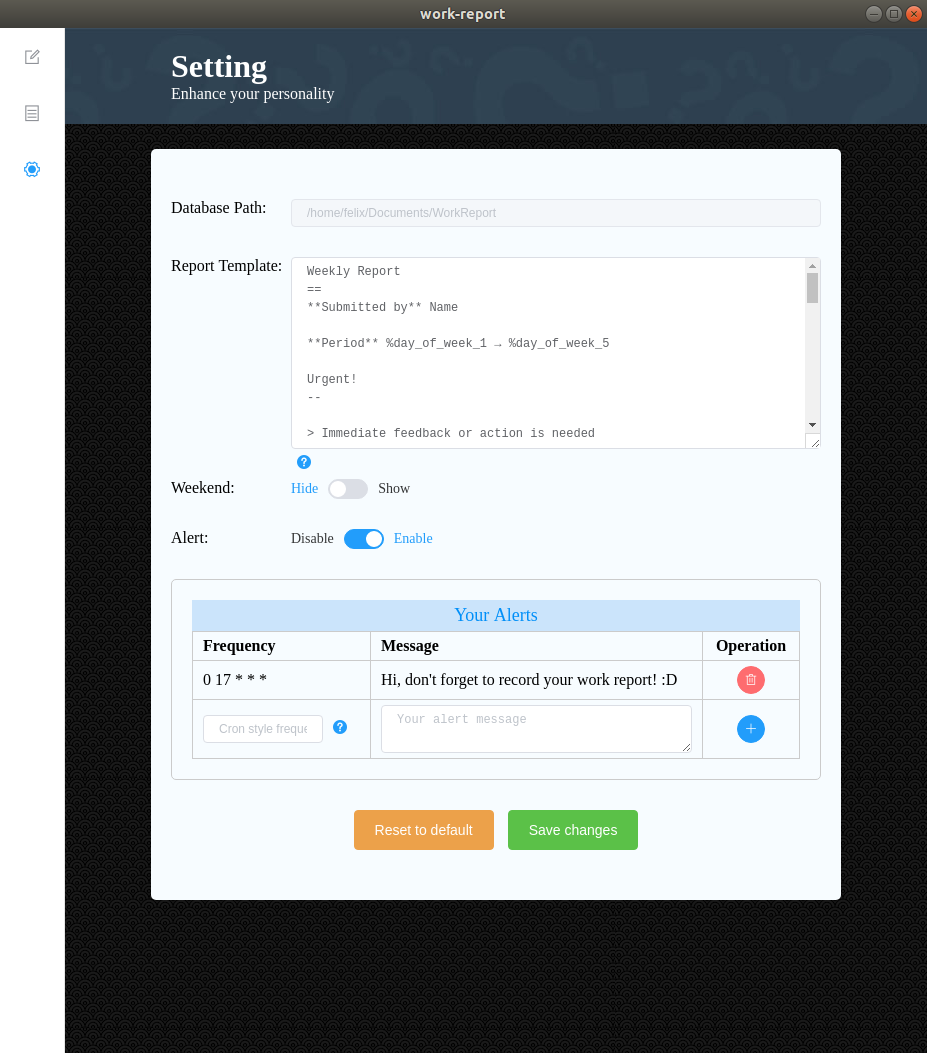 work-report
Setting
Enhance your personality
Database Path:
/home/felix/Documents/WorkReport
Report Template:
Weekly Report
==
**Submitted by** Name
**Period** %day_of_week_1 → %day_of_week_5
Urgent!
--
> Immediate feedback or action is needed
?
Weekend:
Hide
Show
Alert:
Disable
Enable
Your Alerts
Frequency Message Operation
0 17 * * * Hi, don't forget to record your work report! :D
Cron style freque ? Your alert message
Reset to default Save changes